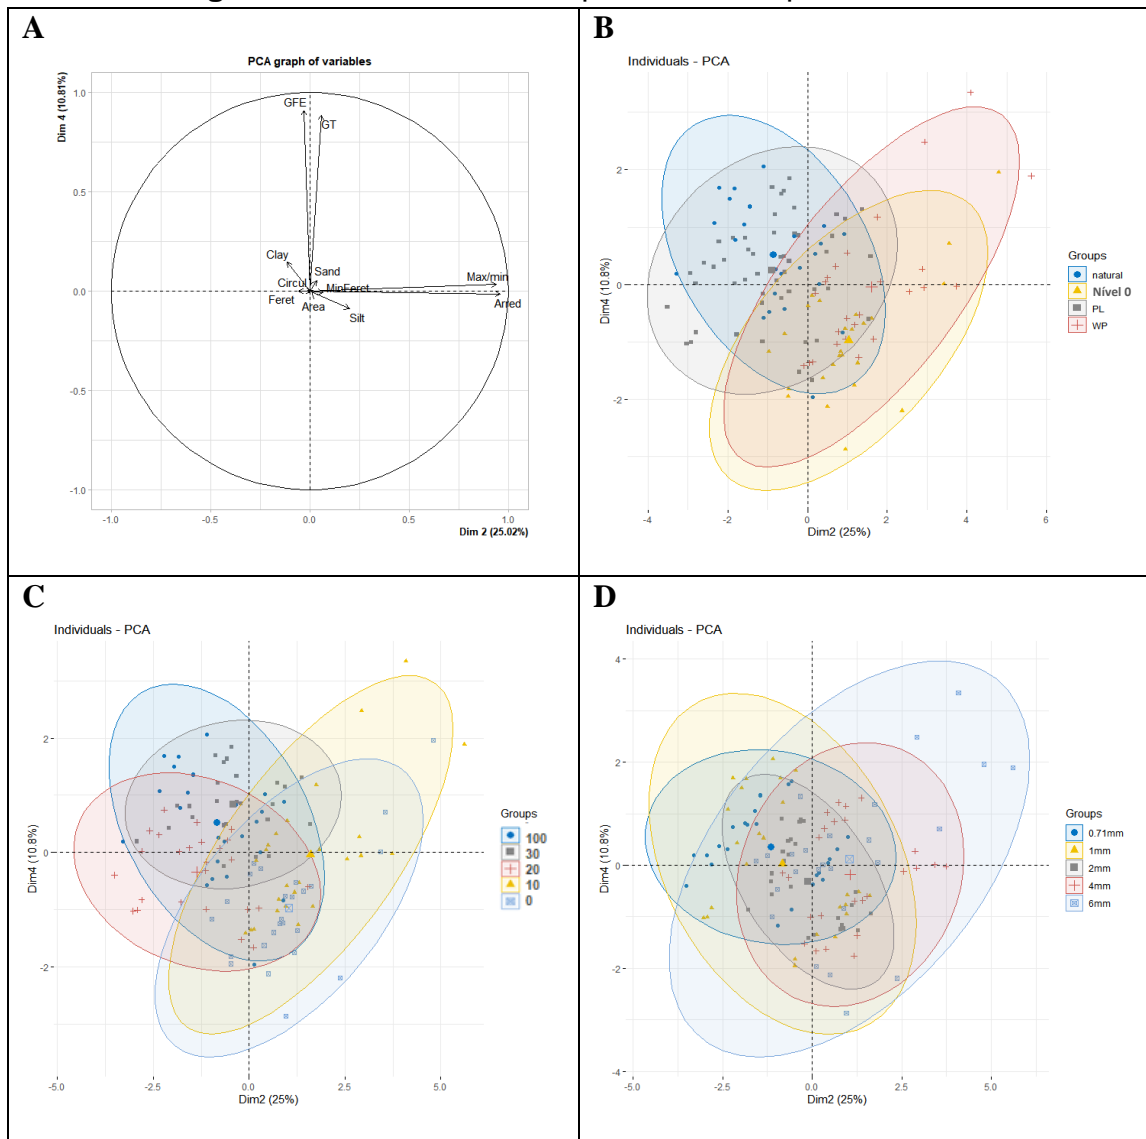 A
PCA graph of variables
Dim 4 (10.81%)
1.0
0.5
0.0
-0.5
-1.0
GFE
GT
Clay
Sand
Circul
MinFeret
Max/min
Feret
Area
Arred
Silt
-1.0 -0.5 0.0 0.5 1.0
Dim 2 (25.02%)
B
Individuals - PCA
Dim4 (10.8%)
2
0
-2
-4 -2 0 2 4 6
Dim2 (25%)
Groups
natural
Nível 0
PL
WP
C
Individuals - PCA
Dim4 (10.8%)
2
0
-2
-5.0 -2.5 0.0 2.5 5.0
Dim2 (25%)
Groups
100
30
20
10
0
D
Individuals - PCA
Dim4 (10.8%)
4
2
0
-2
-4
-5.0 -2.5 0.0 2.5 5.0
Dim2 (25%)
Groups
0.71mm
1mm
2mm
4mm
6mm